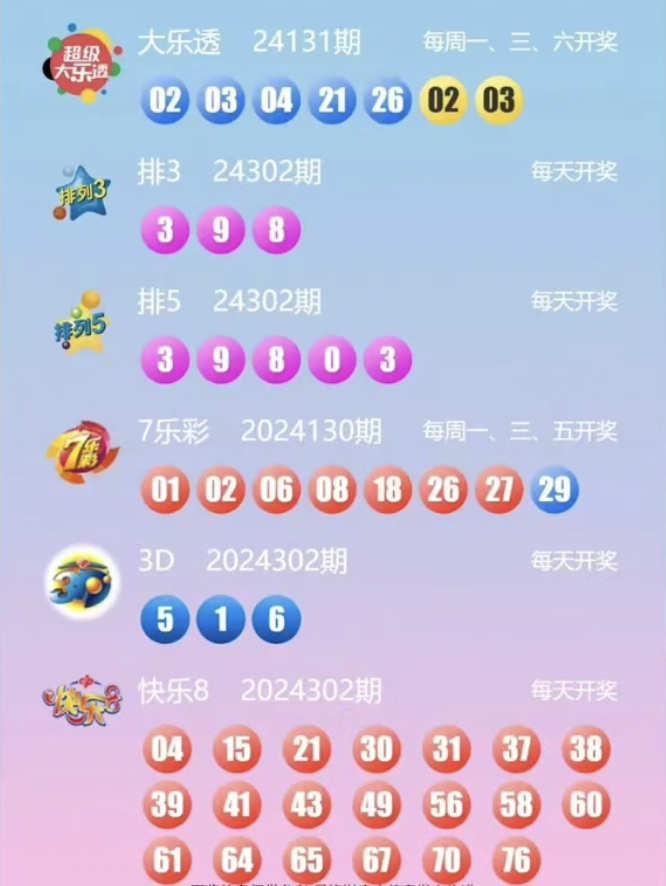 超级
大乐透
大乐透 24131期 每周一、三、六开奖
02 03 04 21 26 02 03
排列3
排3 24302期 每天开奖
3 9 8
排列5
排5 24302期 每天开奖
3 9 8 0 3
7乐彩
7乐彩 2024130期 每周一、三、五开奖
01 02 06 08 18 26 27 29
3D
3D 2024302期 每天开奖
5 1 6
快乐
快乐8 2024302期 每天开奖
04 15 21 30 31 37 38
39 41 43 49 56 58 60
61 64 65 67 70 76